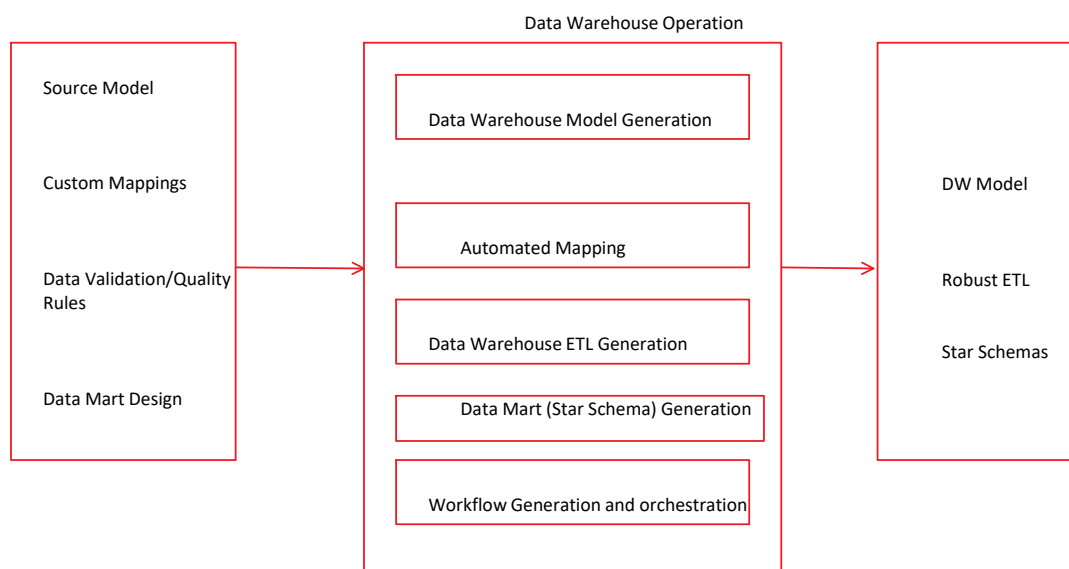 Data Warehouse Operation
Source Model
Custom Mappings
Data Validation/Quality
Rules
Data Mart Design
Data Warehouse Model Generation
Automated Mapping
Data Warehouse ETL Generation
Data Mart (Star Schema) Generation
Workflow Generation and orchestration
DW Model
Robust ETL
Star Schemas